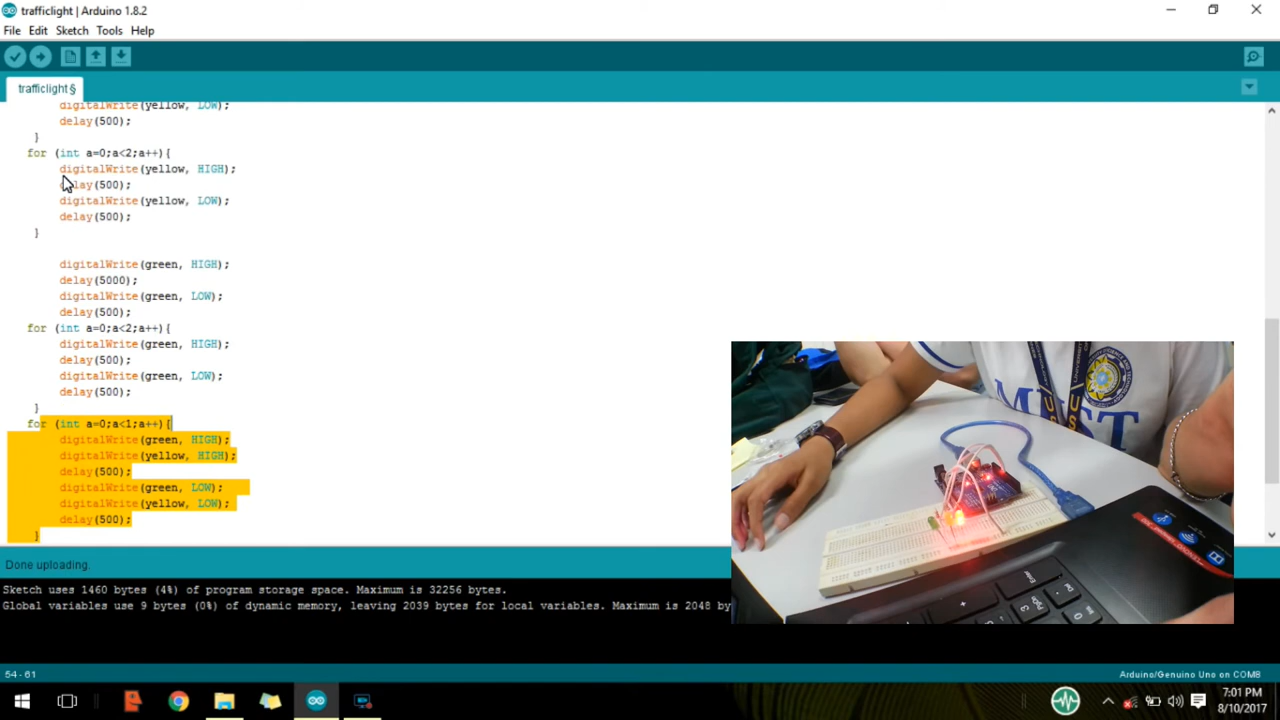 trafficlight | Arduino 1.8.2
File Edit Sketch Tools Help
trafficlight §
digitalWrite(yellow, LOW);
delay(500);
}
for (int a=0;a<2;a++){
digitalWrite(yellow, HIGH);
delay(500);
digitalWrite(yellow, LOW);
delay(500);
}
digitalWrite(green, HIGH);
delay(5000);
digitalWrite(green, LOW);
delay(500);
for (int a=0;a<2;a++){
digitalWrite(green, HIGH);
delay(500);
digitalWrite(green, LOW);
delay(500);
}
for (int a=0;a<1;a++){
digitalWrite(green, HIGH);
digitalWrite(yellow, HIGH);
delay(500);
digitalWrite(green, LOW);
digitalWrite(yellow, LOW);
delay(500);
}
Done uploading.
Sketch uses 1460 bytes (4%) of program storage space. Maximum is 32256 bytes.
Global variables use 9 bytes (0%) of dynamic memory, leaving 2039 bytes for local variables. Maximum is 2048 by
54 - 61
Arduino/Genuino Uno on COM8
7:01 PM
8/10/2017